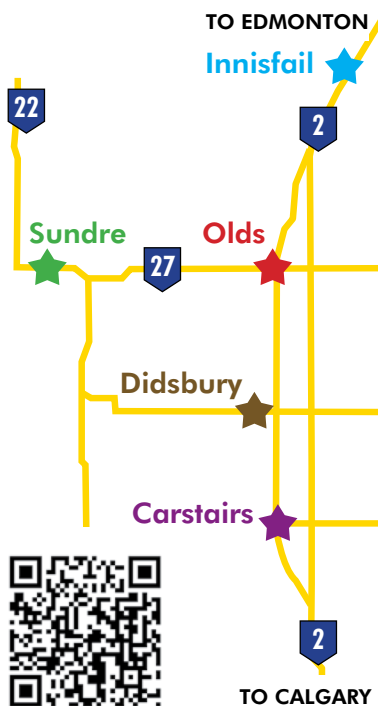 TO EDMONTON
Innisfail
22
2
Sundre
Olds
27
Didsbury
Carstairs
2
TO CALGARY